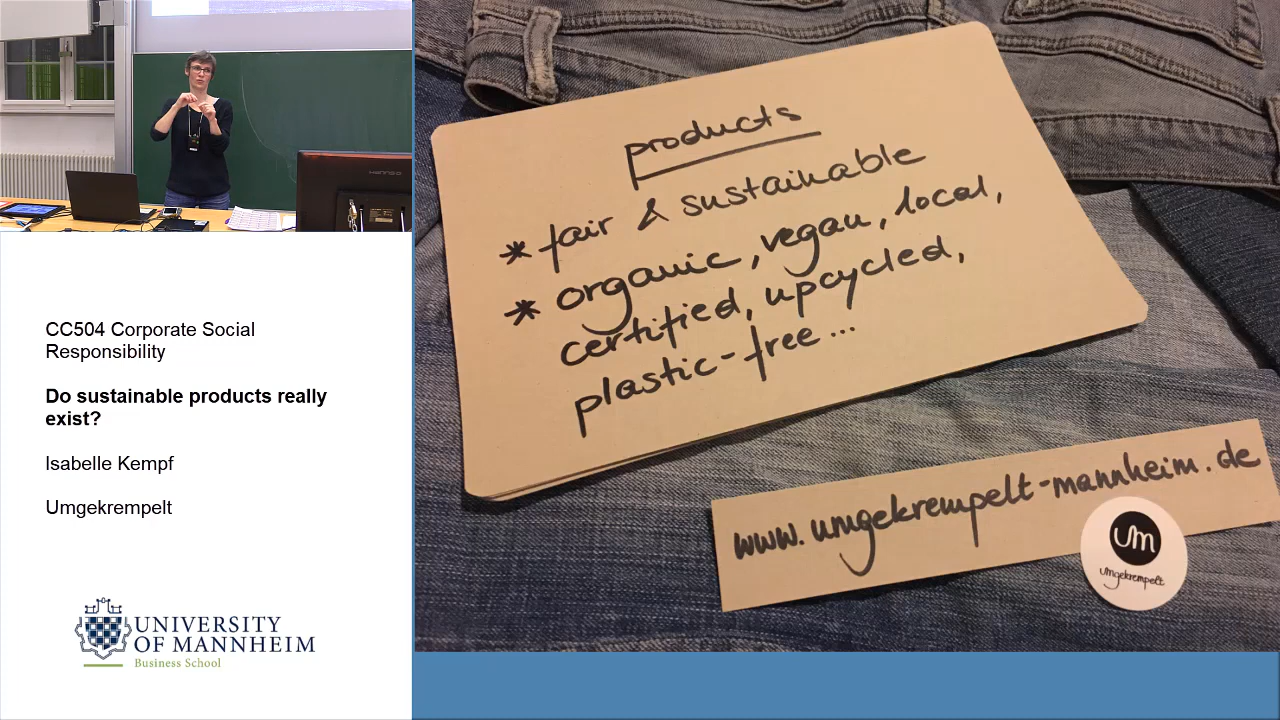 CC504 Corporate Social
Responsibility
Do sustainable products really
exist?
Isabelle Kempf
Umgekrempelt
UNIVERSITY
OF MANNHEIM
Business School
products
* fair & sustainable
* organic, vegan, local,
certified, upcycled,
plastic-free...
www.umgekrempelt-mannheim.de
um
umgekrempelt